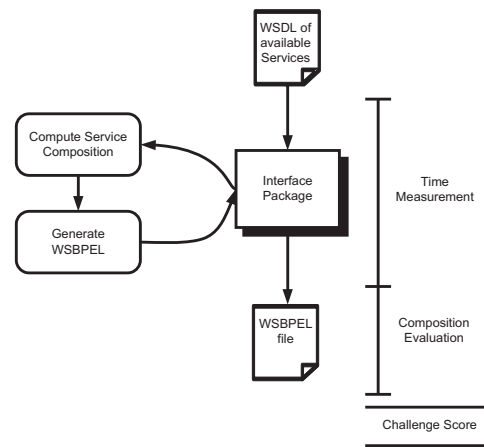 WSDL of
available
Services
Compute Service
Composition
Interface
Package
Time
Measurement
Generate
WSBPEL
WSBPEL
file
Composition
Evaluation
Challenge Score